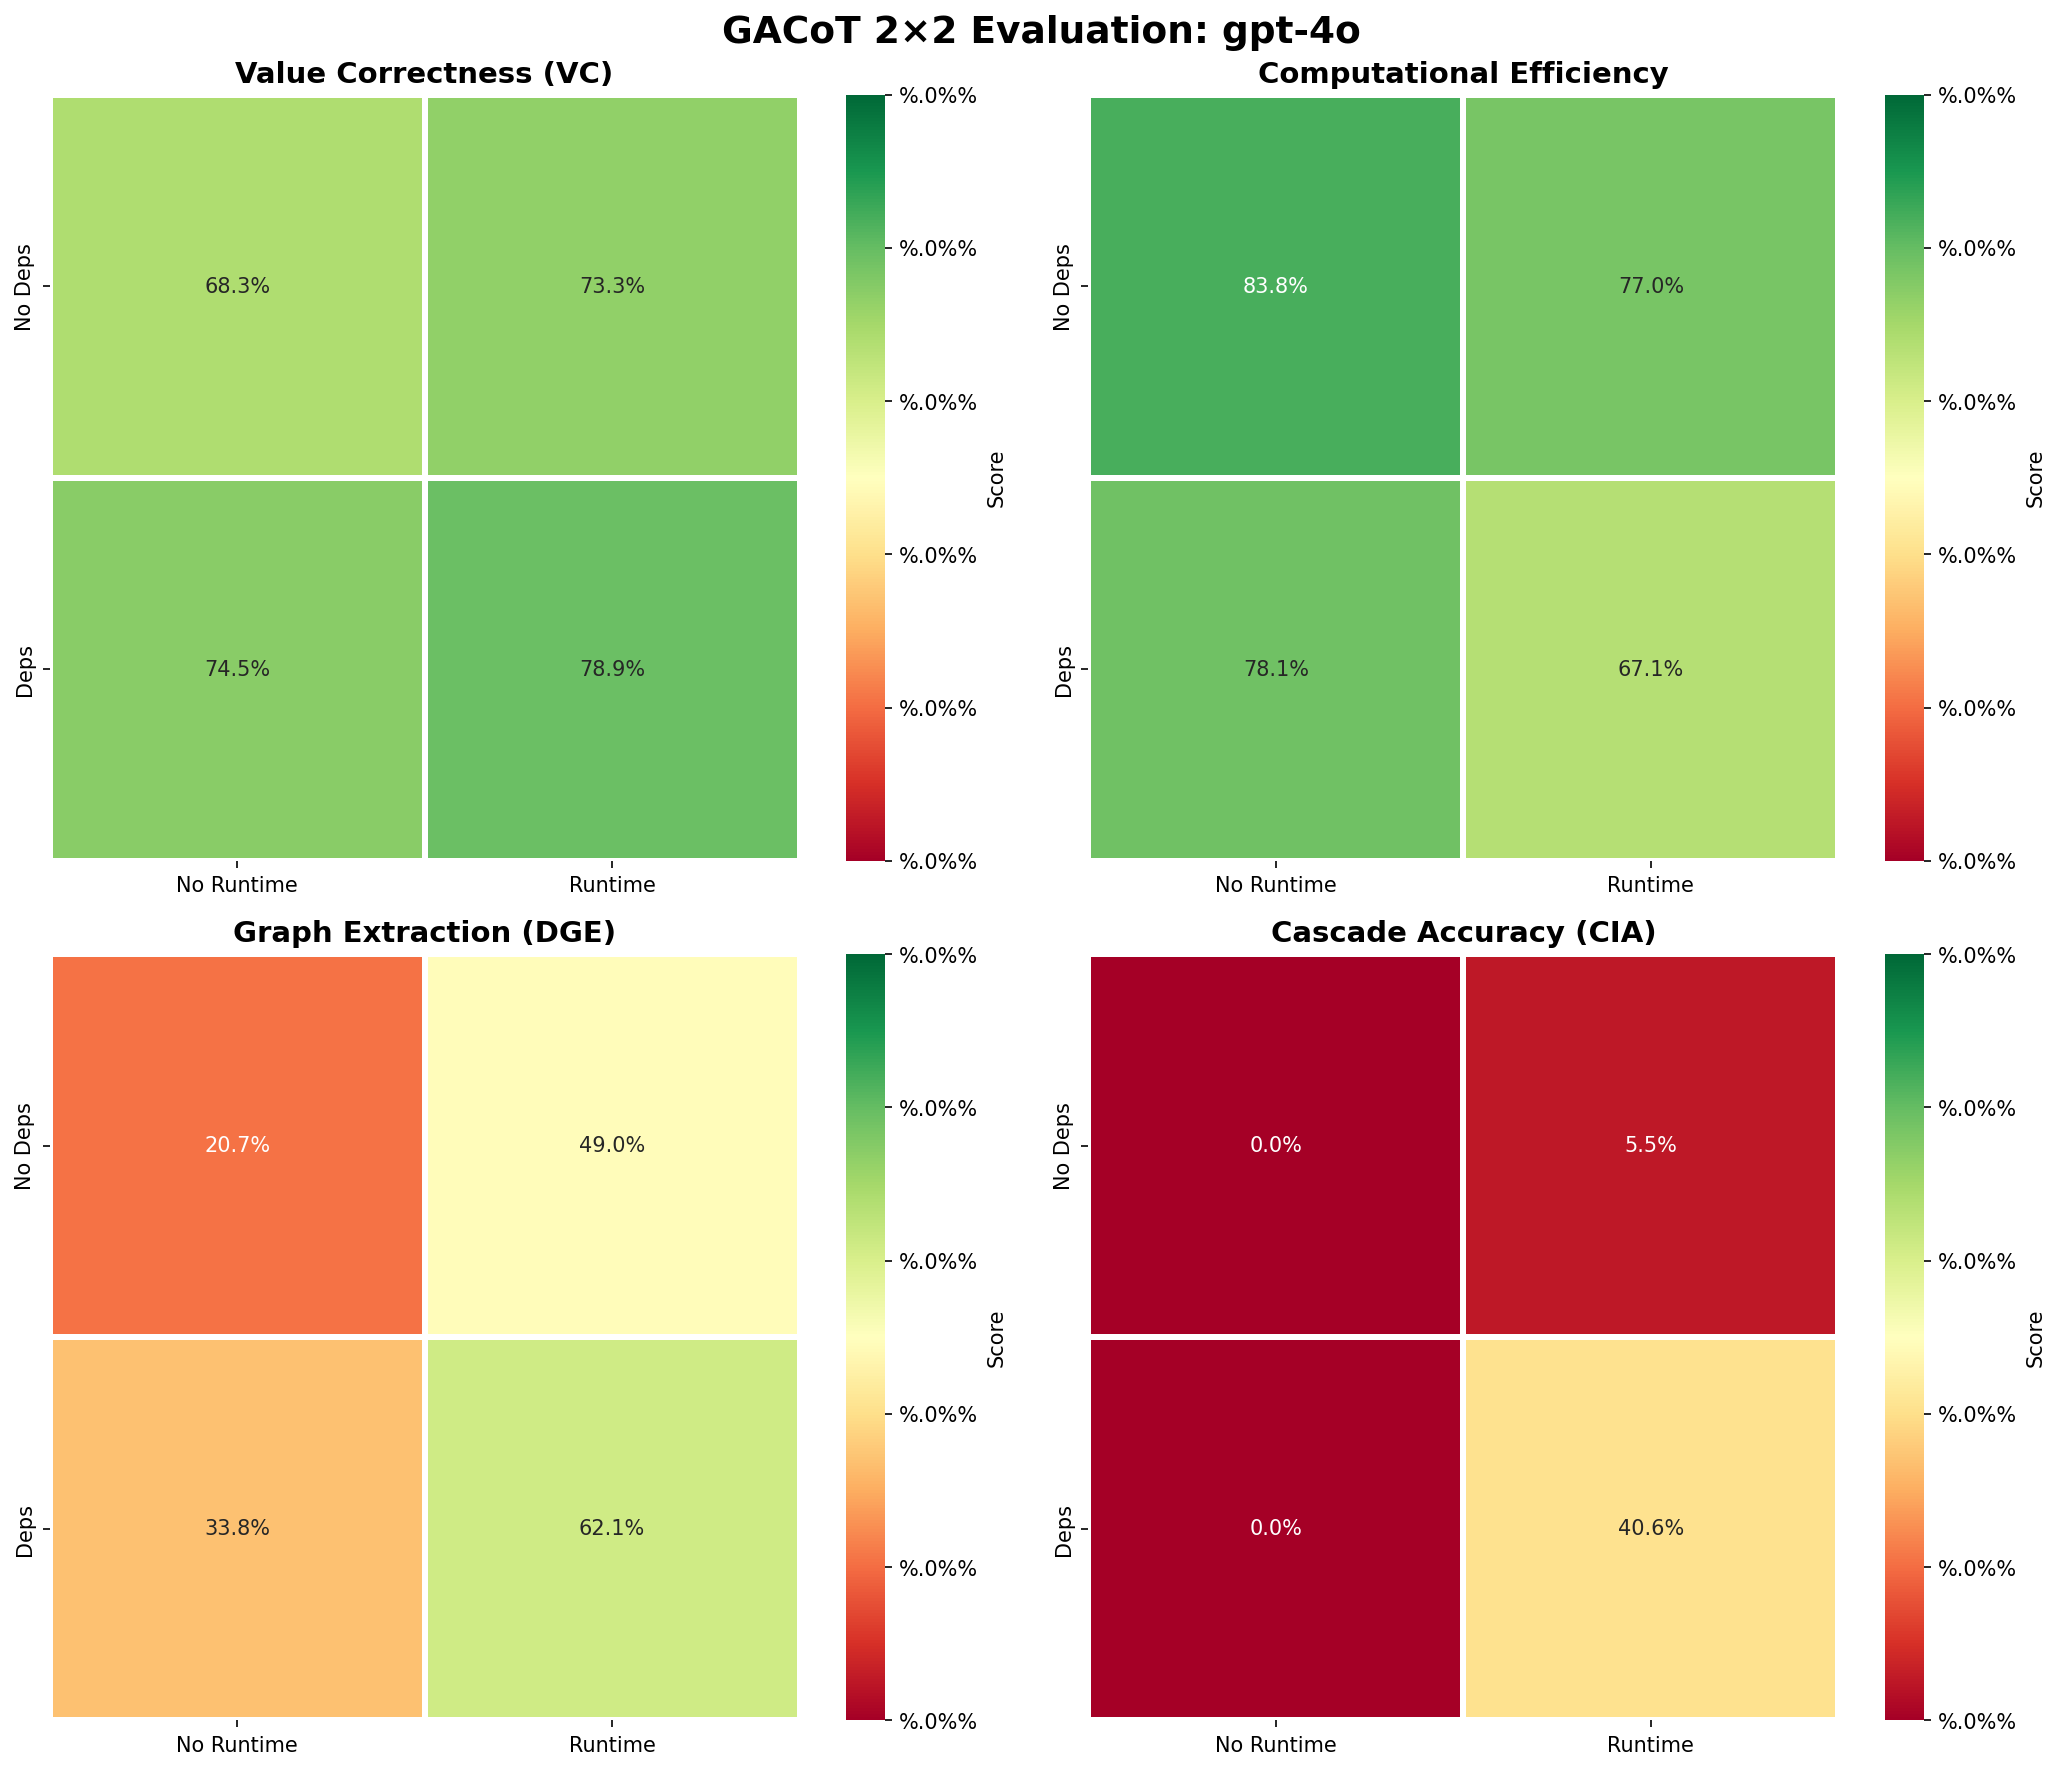 GACoT 2×2 Evaluation: gpt-4o
Value Correctness (VC)
No Deps
Deps
68.3%
73.3%
74.5%
78.9%
No Runtime
Runtime
%.0%%
%.0%%
%.0%%
%.0%%
%.0%%
%.0%%
Score
Computational Efficiency
No Deps
Deps
83.8%
77.0%
78.1%
67.1%
No Runtime
Runtime
%.0%%
%.0%%
%.0%%
%.0%%
%.0%%
%.0%%
Score
Graph Extraction (DGE)
No Deps
Deps
20.7%
49.0%
33.8%
62.1%
No Runtime
Runtime
%.0%%
%.0%%
%.0%%
%.0%%
%.0%%
%.0%%
Score
Cascade Accuracy (CIA)
No Deps
Deps
0.0%
5.5%
0.0%
40.6%
No Runtime
Runtime
%.0%%
%.0%%
%.0%%
%.0%%
%.0%%
%.0%%
Score